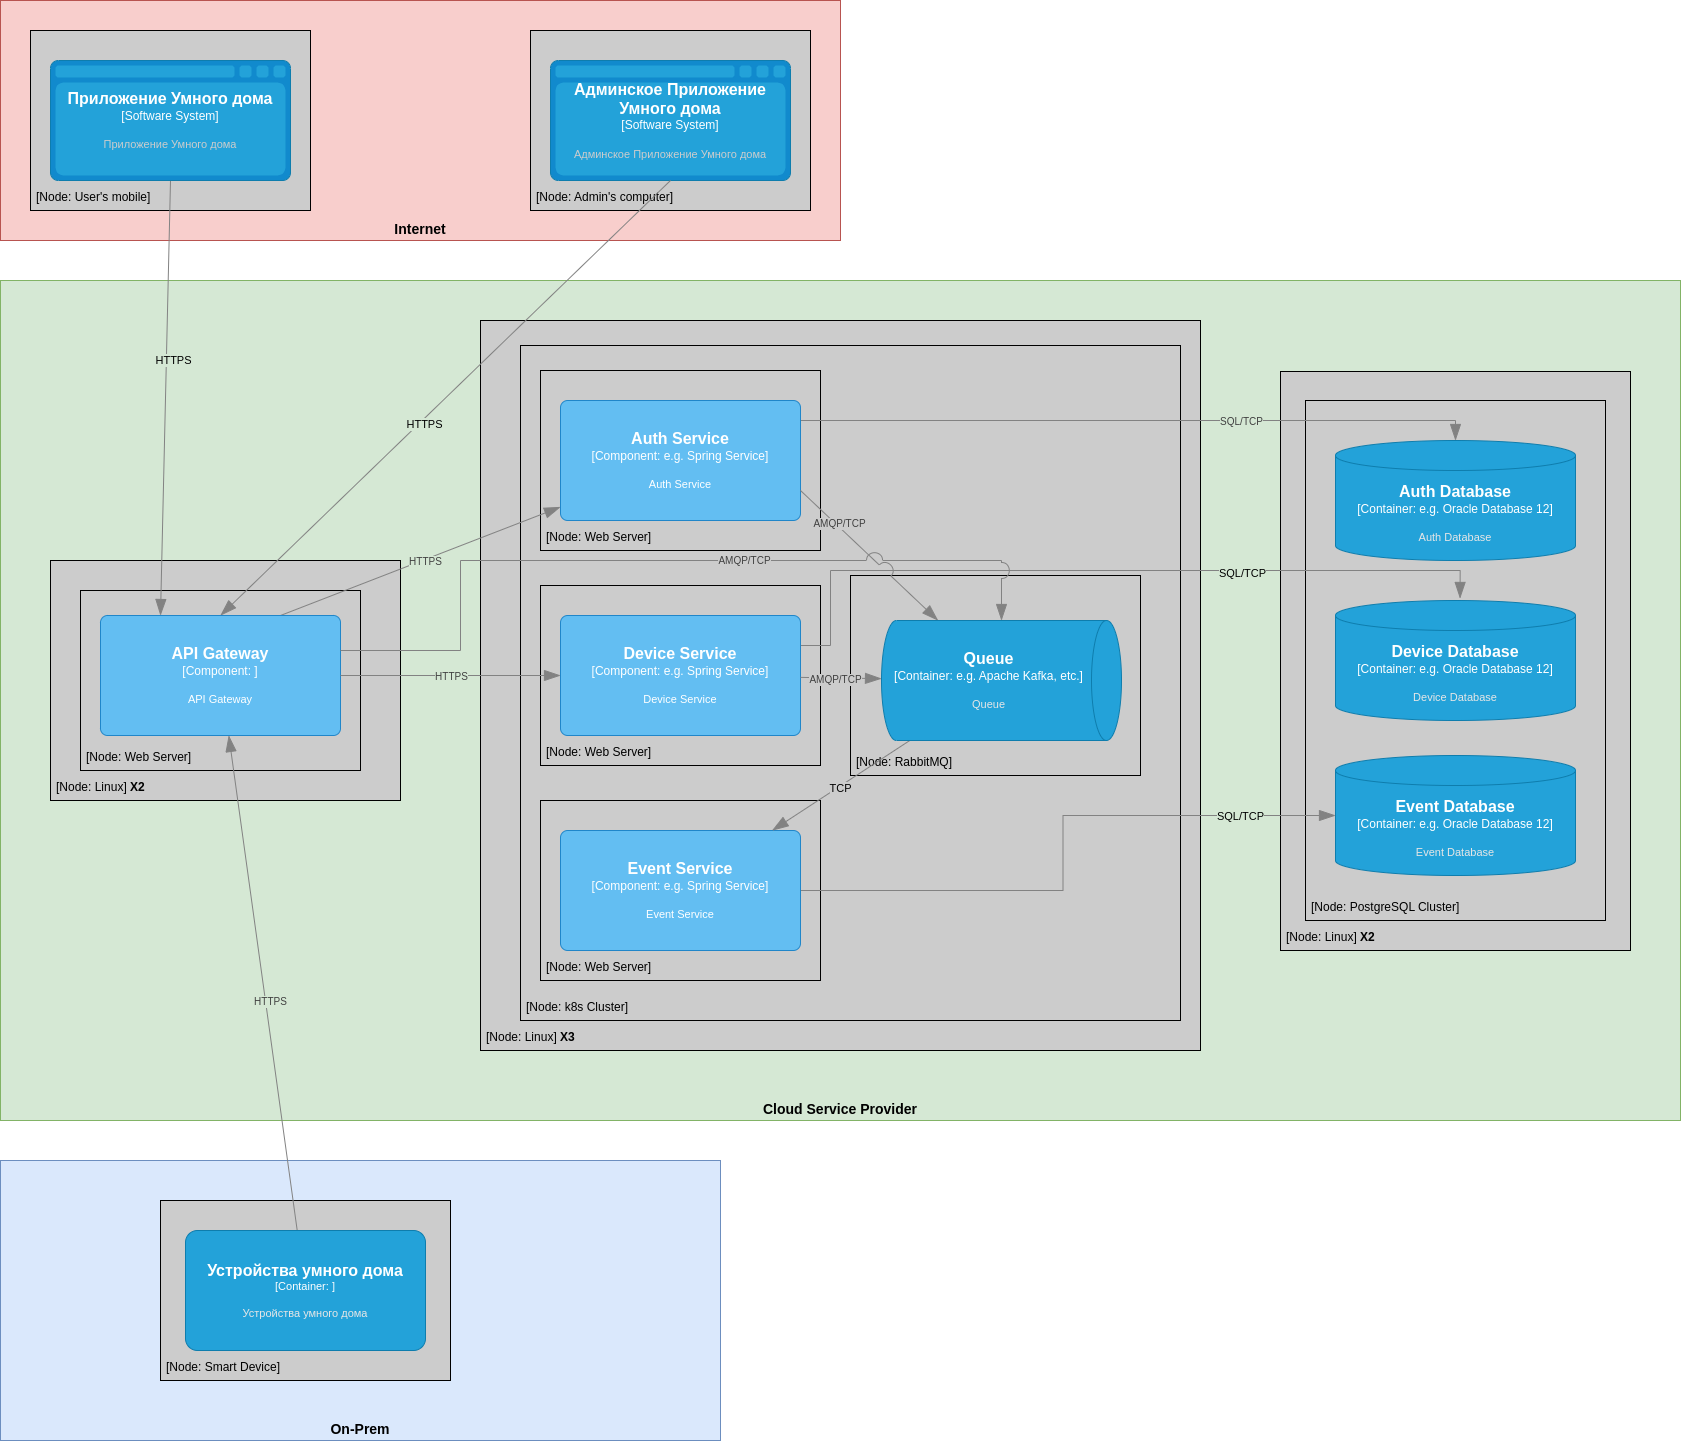 Приложение Умного дома
[Software System]
Приложение Умного дома
[Node: User's mobile]
Админское Приложение
Умного дома
[Software System]
Админское Приложение Умного дома
[Node: Admin's computer]
Internet
HTTPS
HTTPS
Auth Service
[Component: e.g. Spring Service]
Auth Service
[Node: Web Server]
SQL/TCP
AMQP/TCP
HTTPS
AMQP/TCP
SQL/TCP
Auth Database
[Container: e.g. Oracle Database 12]
Auth Database
API Gateway
[Component: ]
API Gateway
[Node: Web Server]
[Node: Linux] X2
HTTPS
Device Service
[Component: e.g. Spring Service]
Device Service
[Node: Web Server]
AMQP/TCP
Queue
[Container: e.g. Apache Kafka, etc.]
Queue
[Node: RabbitMQ]
TCP
Device Database
[Container: e.g. Oracle Database 12]
Device Database
Event Service
[Component: e.g. Spring Service]
Event Service
[Node: Web Server]
SQL/TCP
Event Database
[Container: e.g. Oracle Database 12]
Event Database
[Node: PostgreSQL Cluster]
[Node: Linux] X2
[Node: k8s Cluster]
[Node: Linux] X3
HTTPS
Cloud Service Provider
Устройства умного дома
[Container: ]
Устройства умного дома
[Node: Smart Device]
On-Prem